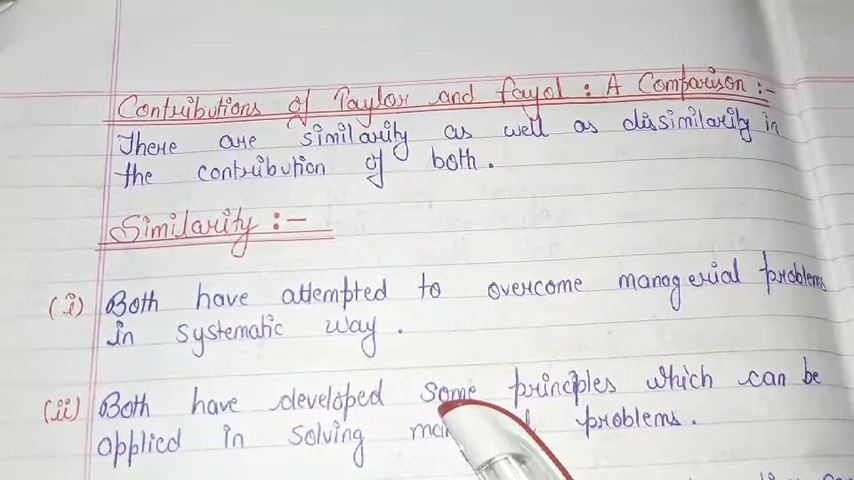 Contributions of Taylor and Fayol : A Comparison :-
There are similarity as well as dissimilarity in
the contribution of both.
Similarity :-
(i) Both have attempted to overcome managerial problems
in systematic way.
(ii) Both have developed some principles which can be
applied in solving problems.